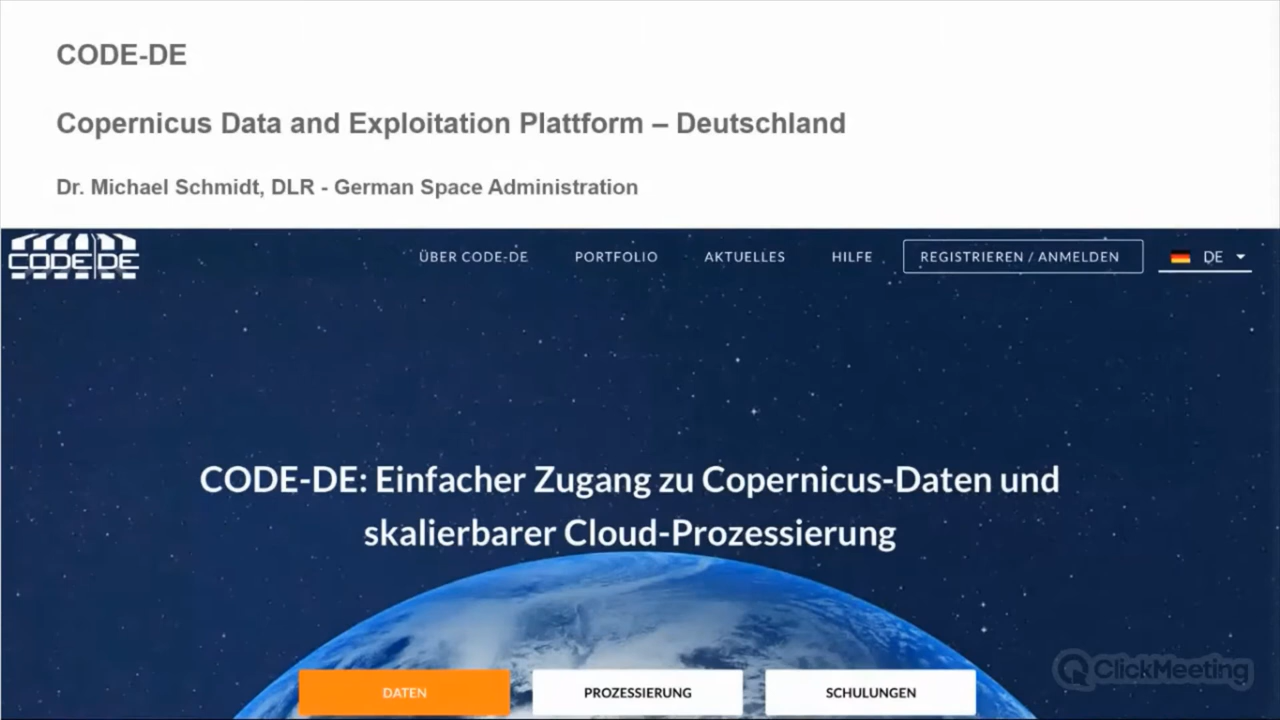 CODE-DE
Copernicus Data and Exploitation Plattform – Deutschland
Dr. Michael Schmidt, DLR - German Space Administration
CODE DE
ÜBER CODE-DE PORTFOLIO AKTUELLES HILFE REGISTRIEREN / ANMELDEN DE
CODE-DE: Einfacher Zugang zu Copernicus-Daten und
skalierbarer Cloud-Prozessierung
ClickMeeting
DATEN PROZESSIERUNG SCHULUNGEN